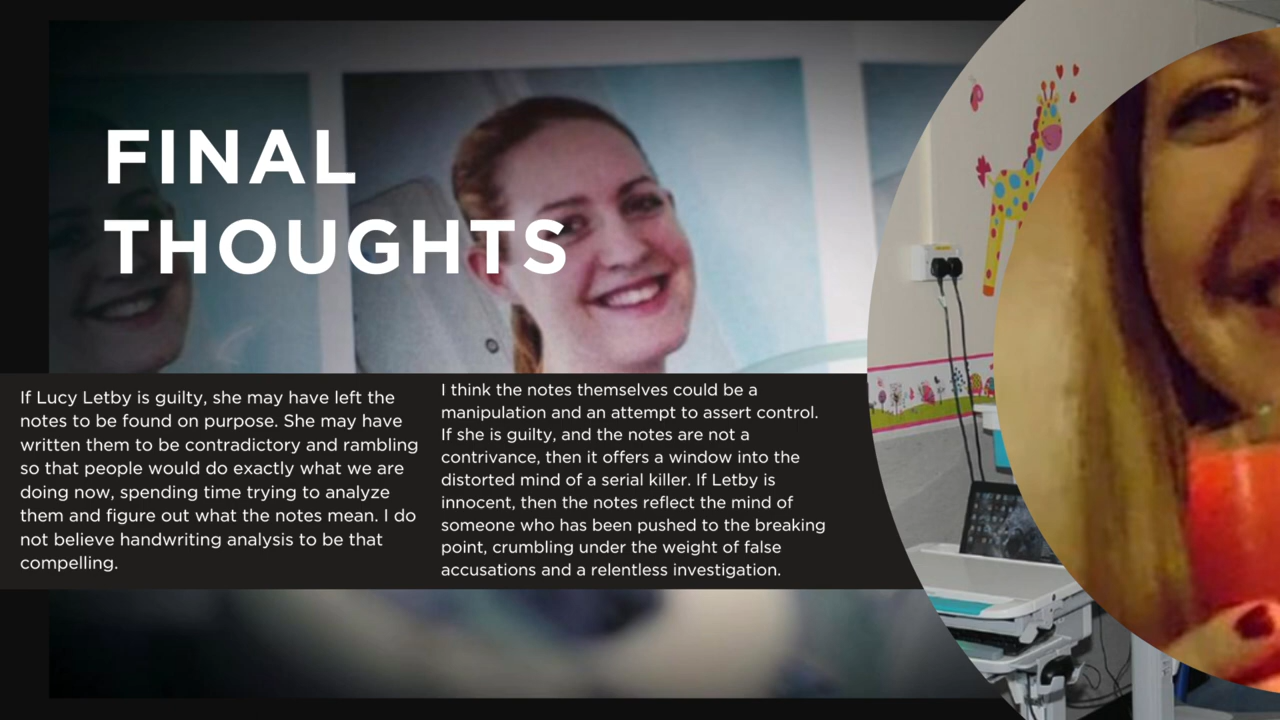 FINAL
THOUGHTS
If Lucy Letby is guilty, she may have left the
notes to be found on purpose. She may have
written them to be contradictory and rambling
so that people would do exactly what we are
doing now, spending time trying to analyze
them and figure out what the notes mean. I do
not believe handwriting analysis to be that
compelling.
I think the notes themselves could be a
manipulation and an attempt to assert control.
If she is guilty, and the notes are not a
contrivance, then it offers a window into the
distorted mind of a serial killer. If Letby is
innocent, then the notes reflect the mind of
someone who has been pushed to the breaking
point, crumbling under the weight of false
accusations and a relentless investigation.